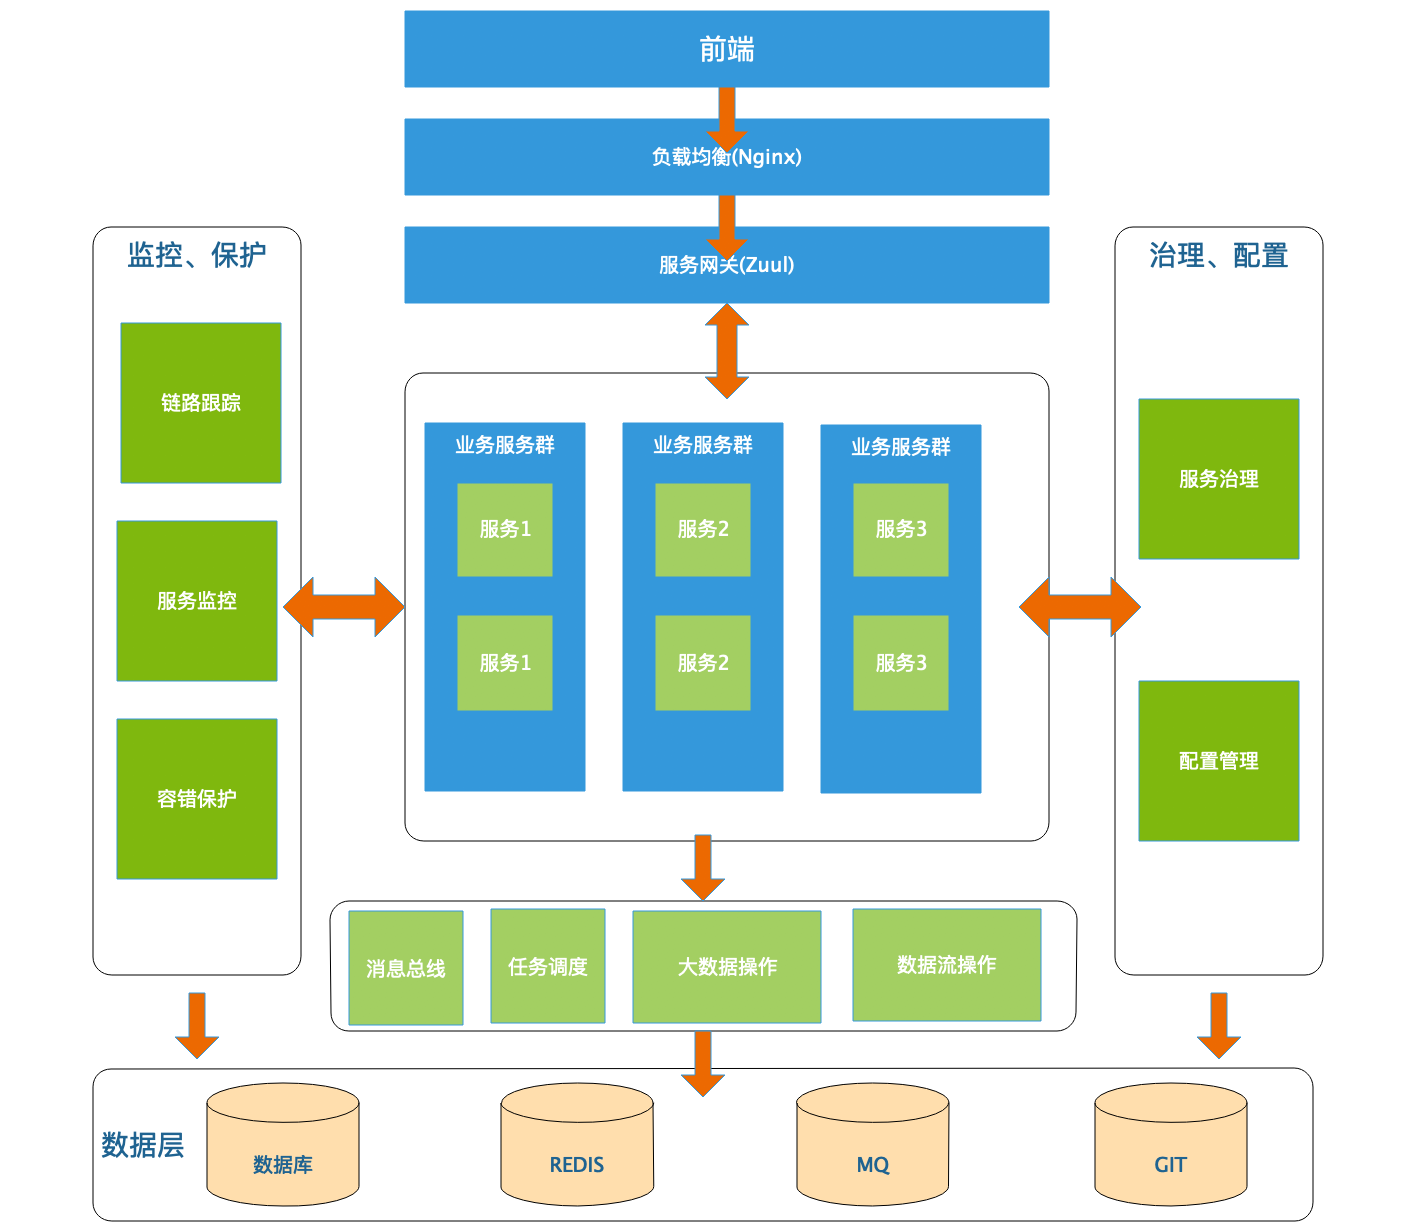 前端
负载均衡(Nginx)
服务网关(Zuul)
监控、保护
链路跟踪
服务监控
容错保护
业务服务群
服务1
服务1
业务服务群
服务2
服务2
业务服务群
服务3
服务3
治理、配置
服务治理
配置管理
消息总线
任务调度
大数据操作
数据流操作
数据层
数据库
REDIS
MQ
GIT